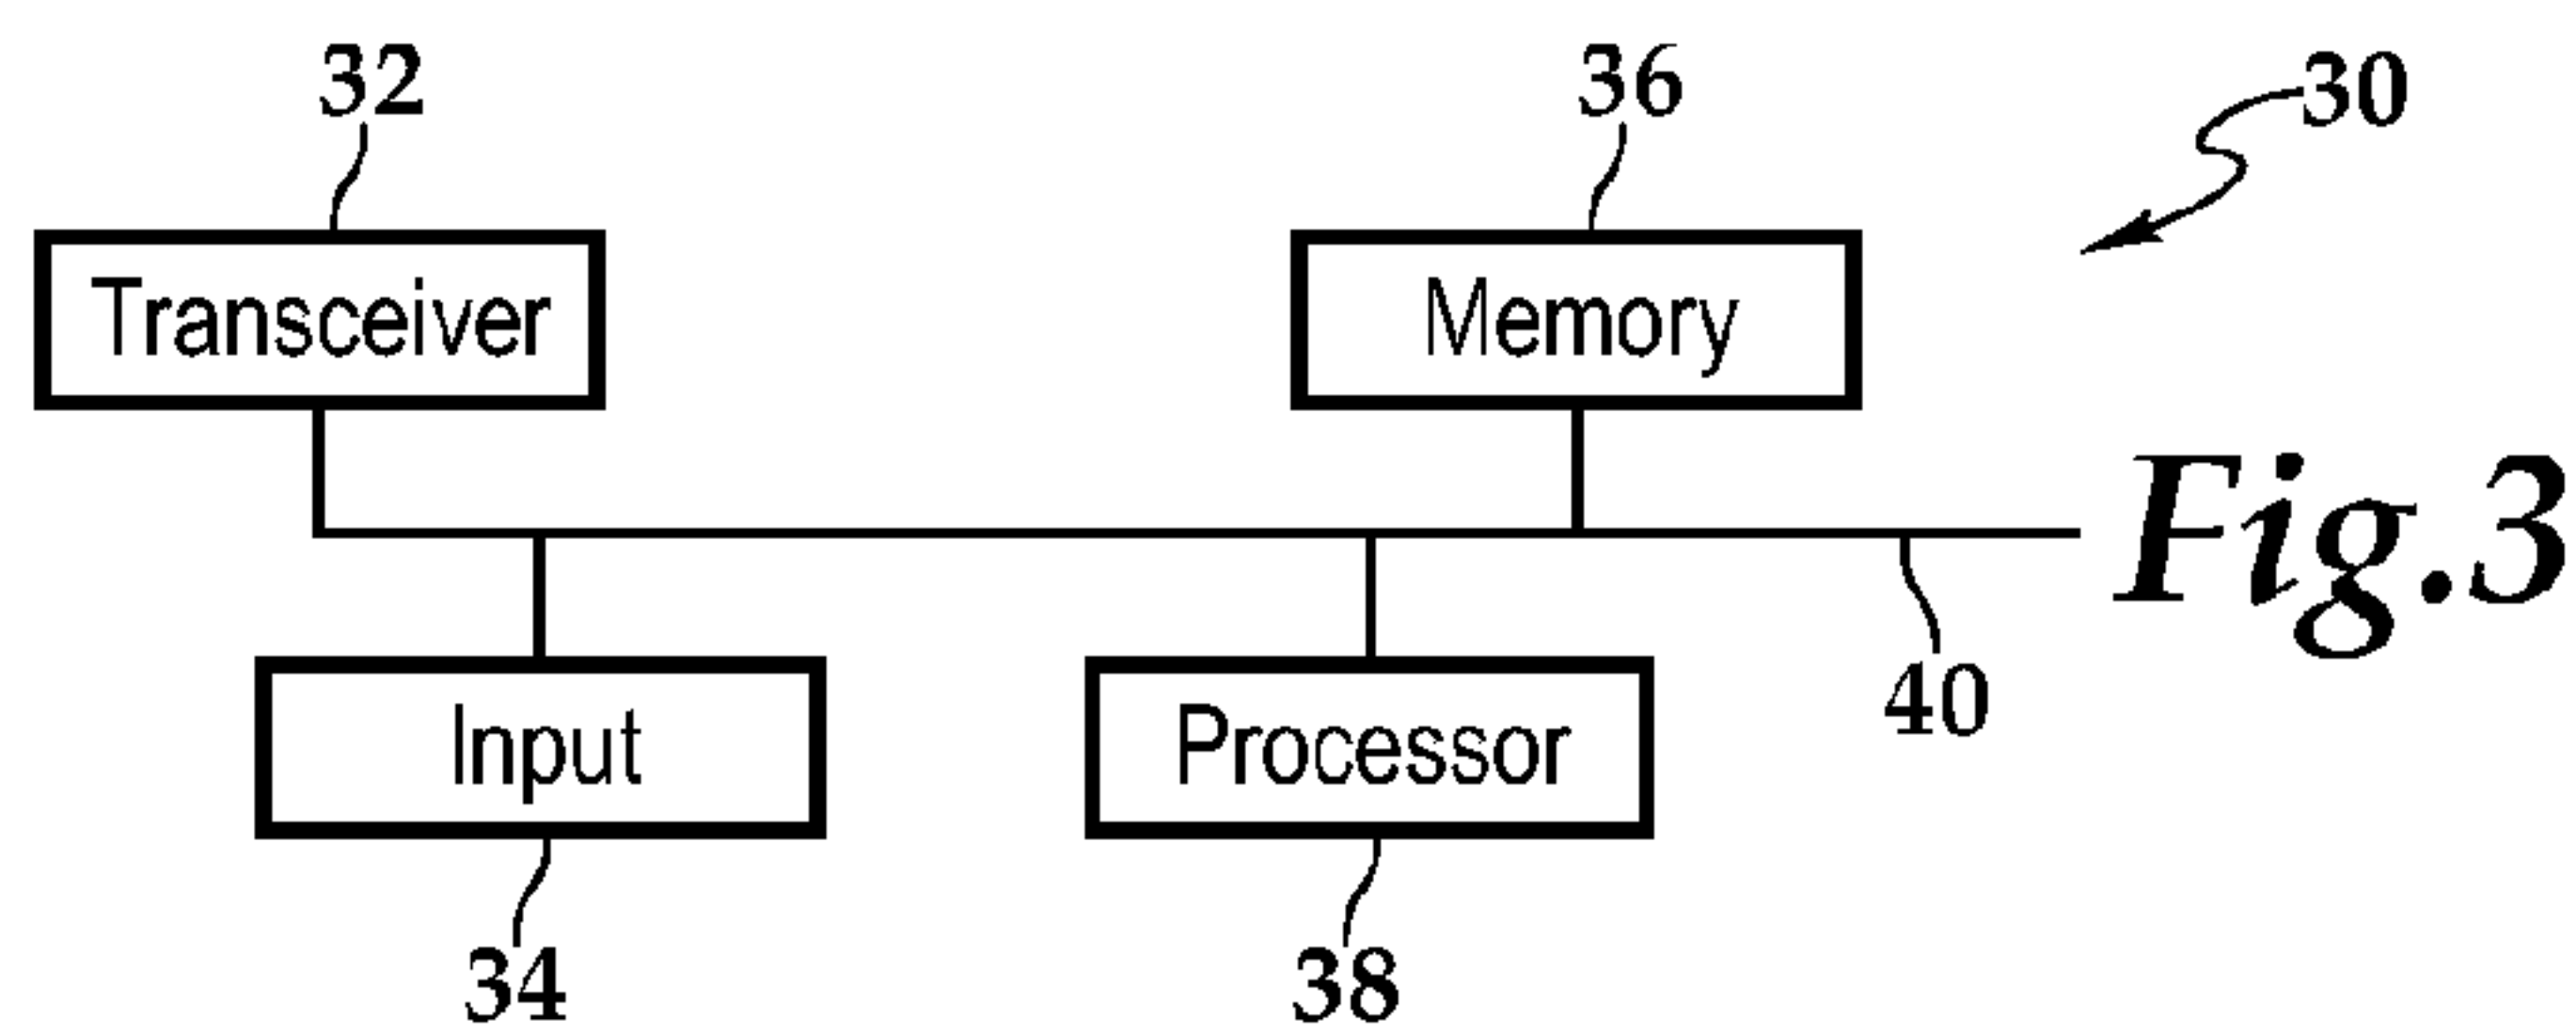 32
36
30
Transceiver
Memory
Fig.3
40
Input
Processor
34
38